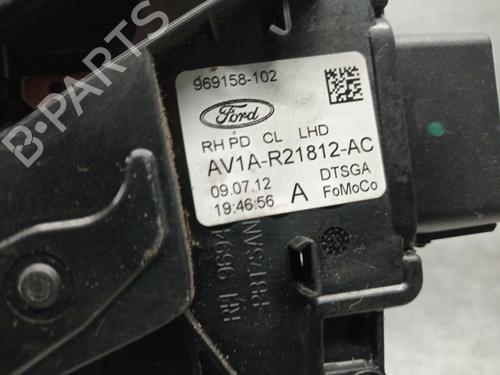 969158-102
Ford
RH PD CL LHD
AV1A-R21812-AC
09.07.12 A DTSGA
19:46:56 FoMoCo
B-PARTS